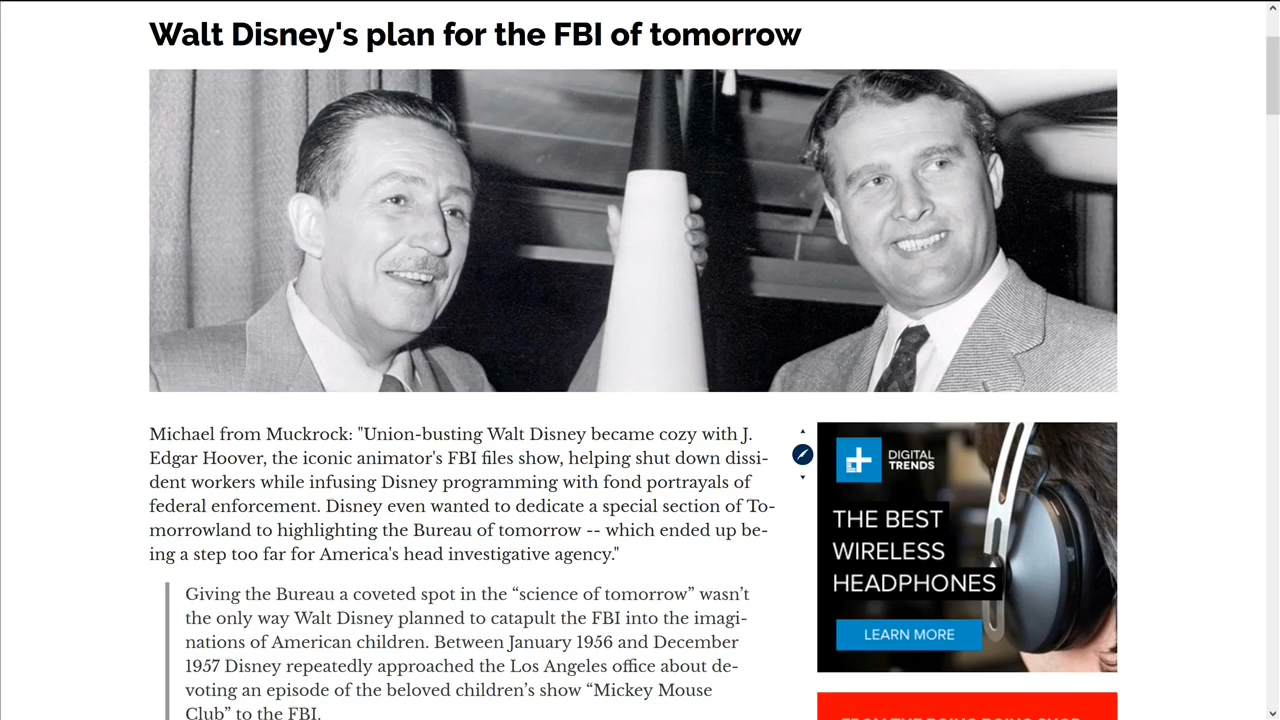 Walt Disney's plan for the FBI of tomorrow
Michael from Muckrock: "Union-busting Walt Disney became cozy with J.
Edgar Hoover, the iconic animator's FBI files show, helping shut down dissi-
dent workers while infusing Disney programming with fond portrayals of
federal enforcement. Disney even wanted to dedicate a special section of To-
morrowland to highlighting the Bureau of tomorrow -- which ended up be-
ing a step too far for America's head investigative agency."
Giving the Bureau a coveted spot in the “science of tomorrow” wasn’t
the only way Walt Disney planned to catapult the FBI into the imagi-
nations of American children. Between January 1956 and December
1957 Disney repeatedly approached the Los Angeles office about de-
voting an episode of the beloved children’s show “Mickey Mouse
Club” to the FBI.
DIGITAL
TRENDS
THE BEST
WIRELESS
HEADPHONES
LEARN MORE